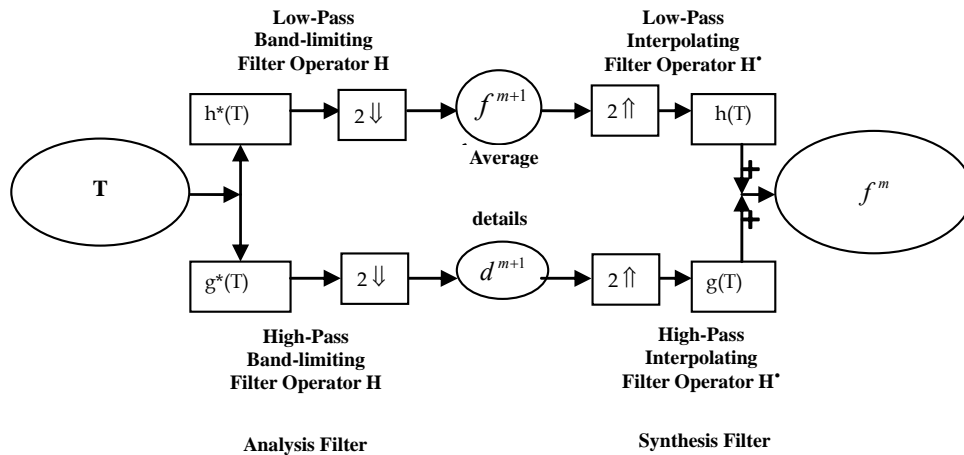 Low-Pass
Band-limiting
Filter Operator H
Low-Pass
Interpolating
Filter Operator H•
h*(T)
2⇓
f^{m+1}
2⇑
h(T)
Average
T
+
f^m
+
details
g*(T)
2⇓
d^{m+1}
2⇑
g(T)
High-Pass
Band-limiting
Filter Operator H
High-Pass
Interpolating
Filter Operator H•
Analysis Filter
Synthesis Filter